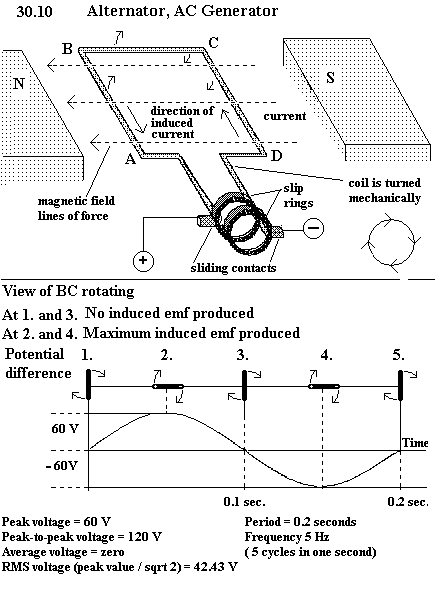 30.10 Alternator, AC Generator
B
C
N
S
direction of
induced
current
current
A
D
magnetic field
lines of force
slip
rings
coil is turned
mechanically
+
−
sliding contacts
View of BC rotating
At 1. and 3. No induced emf produced
At 2. and 4. Maximum induced emf produced
Potential
difference
1. 2. 3. 4. 5.
60 V
Time
-60V
0.1 sec. 0.2 sec.
Peak voltage = 60 V
Peak-to-peak voltage = 120 V
Average voltage = zero
RMS voltage (peak value / sqrt 2) = 42.43 V
Period = 0.2 seconds
Frequency 5 Hz
( 5 cycles in one second)